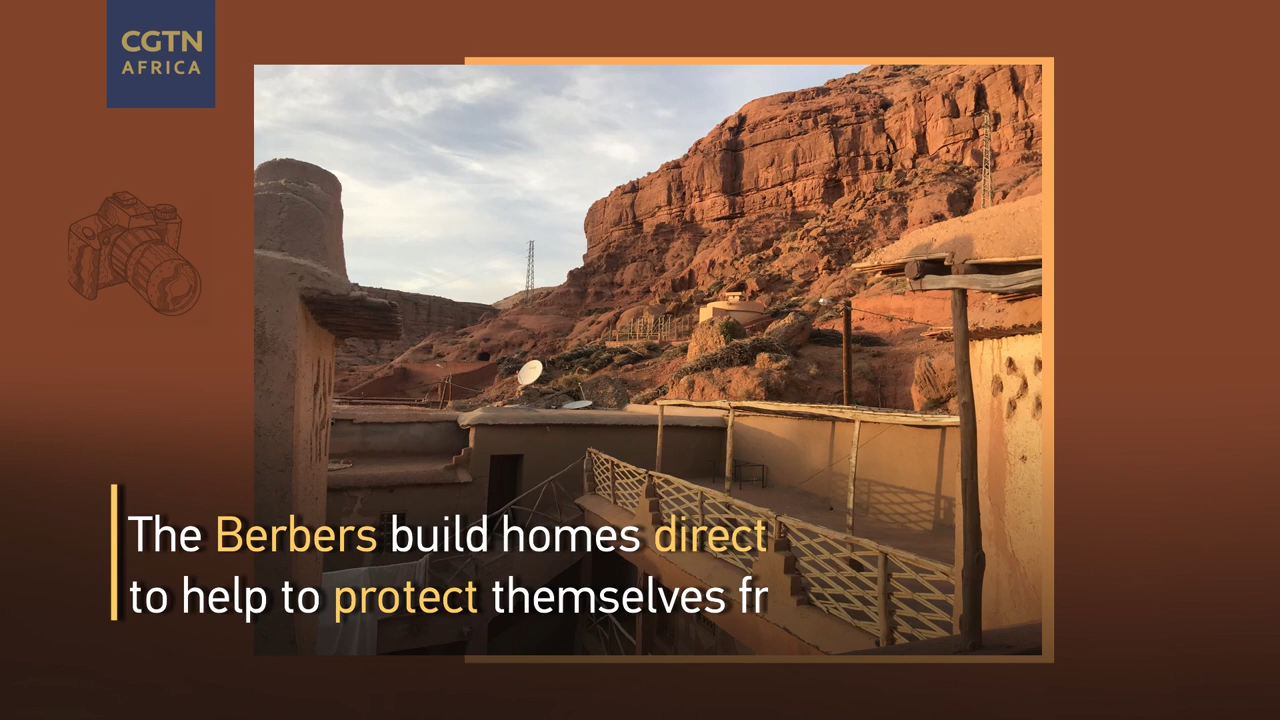 CGTN
AFRICA
The Berbers build homes direct
to help to protect themselves fr